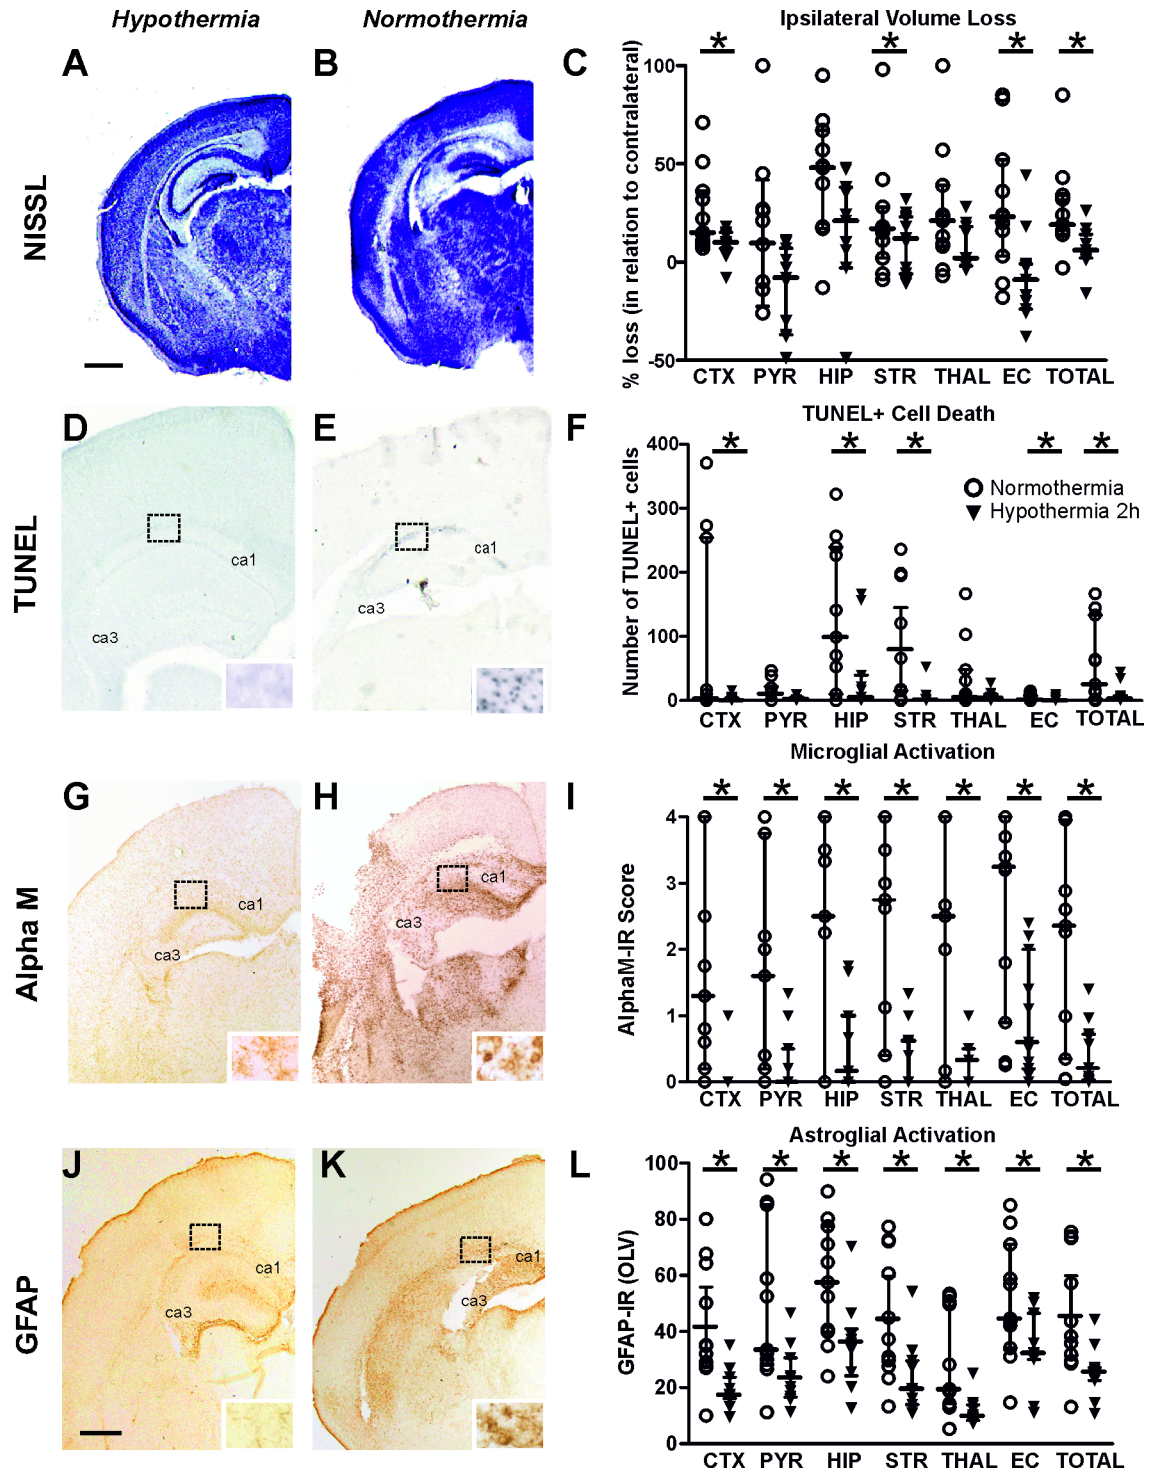 Hypothermia
Normothermia
Ipsilateral Volume Loss
A
B
C
NISSL
% loss (in relation to contralateral)
* * * *
100
50
0
-50
CTX PYR HIP STR THAL EC TOTAL
D
E
F
TUNEL
ca1
ca3
ca1
ca3
TUNEL+ Cell Death
Number of TUNEL+ cells
* * * * *
400
300
200
100
0
Normothermia
Hypothermia 2h
CTX PYR HIP STR THAL EC TOTAL
G
H
I
Alpha M
ca1
ca3
ca1
ca3
Microglial Activation
AlphaM-IR Score
* * * * * * *
4
3
2
1
0
CTX PYR HIP STR THAL EC TOTAL
J
K
L
GFAP
ca1
ca3
ca1
ca3
Astroglial Activation
GFAP-IR (OLV)
* * * * * * *
100
80
60
40
20
0
CTX PYR HIP STR THAL EC TOTAL